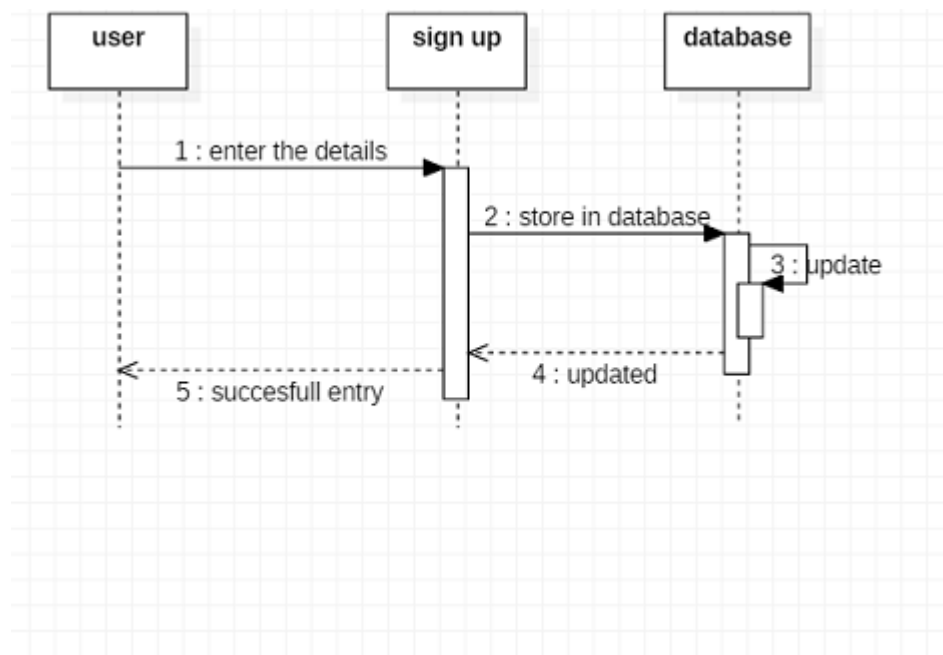 user
sign up
database
1 : enter the details
2 : store in database
3 : update
4 : updated
5 : succesfull entry